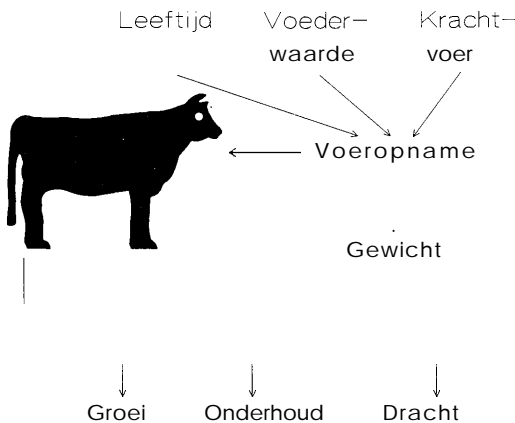 Leeftijd Voeder- Kracht-
waarde voer
Voeropname
Gewicht
Groei Onderhoud Dracht